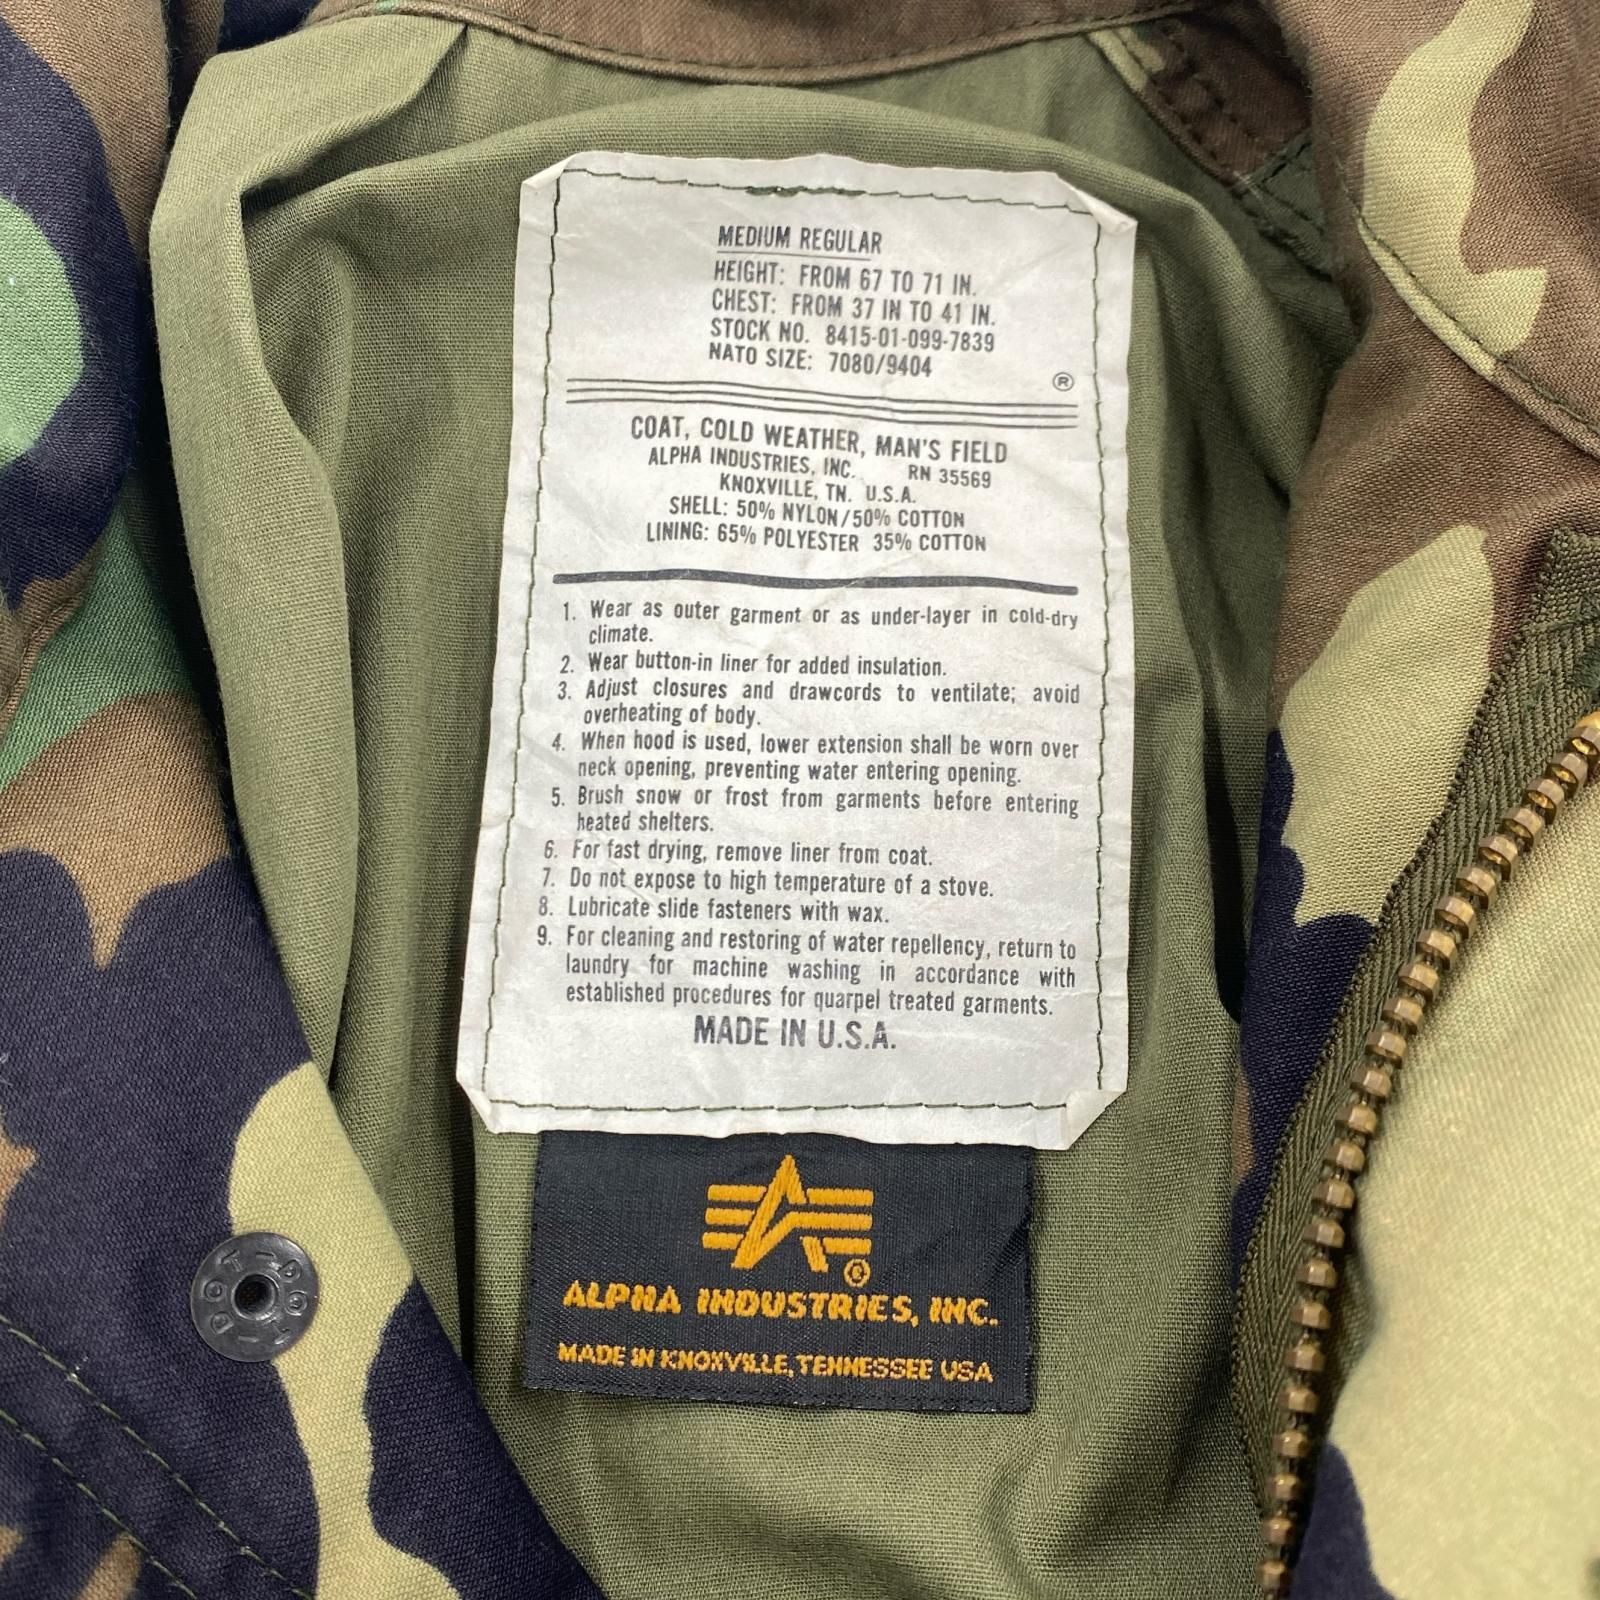 MEDIUM REGULAR
HEIGHT: FROM 67 TO 71 IN.
CHEST: FROM 37 IN TO 41 IN.
STOCK NO. 8415-01-099-7839
NATO SIZE: 7080/9404
®
COAT, COLD WEATHER, MAN'S FIELD
ALPHA INDUSTRIES, INC. RN 35569
KNOXVILLE, TN. U.S.A.
SHELL: 50% NYLON/50% COTTON
LINING: 65% POLYESTER 35% COTTON
1. Wear as outer garment or as under-layer in cold-dry
climate.
2. Wear button-in liner for added insulation.
3. Adjust closures and drawcords to ventilate; avoid
overheating of body.
4. When hood is used, lower extension shall be worn over
neck opening, preventing water entering opening.
5. Brush snow or frost from garments before entering
heated shelters.
6. For fast drying, remove liner from coat.
7. Do not expose to high temperature of a stove.
8. Lubricate slide fasteners with wax.
9. For cleaning and restoring of water repellency, return to
laundry for machine washing in accordance with
established procedures for quarpel treated garments.
MADE IN U.S.A.
®
ALPHA INDUSTRIES, INC.
MADE IN KNOXVILLE, TENNESSEE USA
DOT
DOT